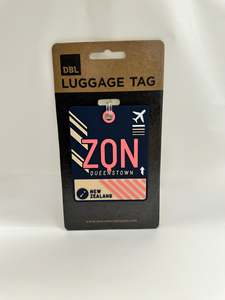 DBL
LUGGAGE TAG
ZQN
QUEENSTOWN
NEW
ZEALAND